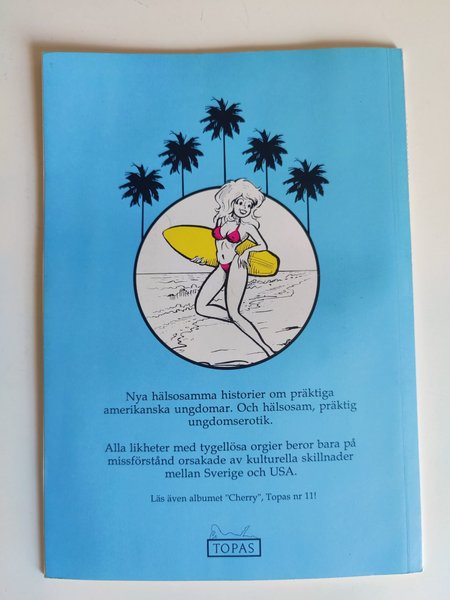 Nya hälsosamma historier om präktiga
amerikanska ungdomar. Och hälsosam, präktig
ungdomserotik.
Alla likheter med tygellösa orgier beror bara på
missförstånd orsakade av kulturella skillnader
mellan Sverige och USA.
Läs även albumet "Cherry", Topas nr 11!
TOPAS